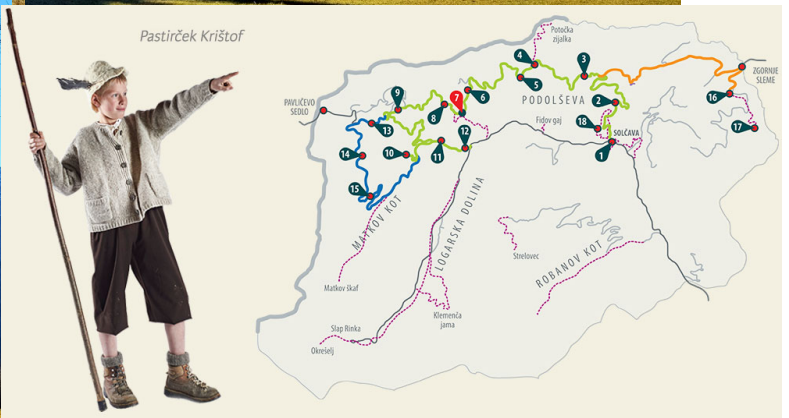 Pastirček Krištof
Potočka
zijalka
4
3
5
ZGORNJE
SLEME
PAVLIČEVO
SEDLO
9
7
6
PODOLŠEVA
2
16
8
13
12
Fidov gaj
18
SOLČAVA
17
14
10
11
1
15
MATKOV KOT
LOGARSKA DOLINA
Strelovec
ROBANOV KOT
Matkov škaf
Klemenča
jama
Slap Rinka
Okrešelj